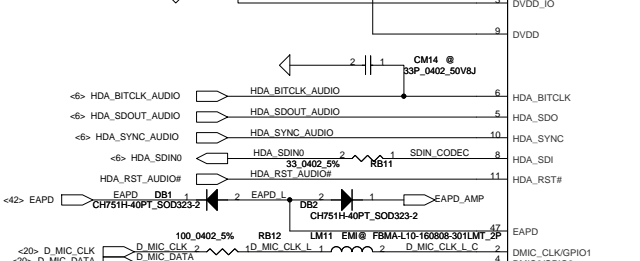 3 DVDD_IO
9 DVDD
2 1 CM14 @
33P_0402_50V8J
<6> HDA_BITCLK_AUDIO HDA_BITCLK_AUDIO 6 HDA_BITCLK
<6> HDA_SDOUT_AUDIO HDA_SDOUT_AUDIO 5 HDA_SDO
<6> HDA_SYNC_AUDIO HDA_SYNC_AUDIO 10 HDA_SYNC
<6> HDA_SDIN0 HDA_SDIN0 2 1 SDIN_CODEC 8 HDA_SDI
33_0402_5% RB11
HDA_RST_AUDIO# HDA_RST_AUDIO# 11 HDA_RST#
<42> EAPD EAPD DB1 1 2 EAPD_L 2 1 EAPD_AMP
CH751H-40PT_SOD323-2 DB2
CH751H-40PT_SOD323-2
47 EAPD
100_0402_5% RB12 LM11 EMI@ FBMA-L10-160808-301LMT_2P
<20> D_MIC_CLK D_MIC_CLK 2 1 D_MIC_CLK_L 1 2 D_MIC_CLK_L_C 2 DMIC_CLK/GPIO1
<20> D_MIC_DATA D_MIC_DATA 4